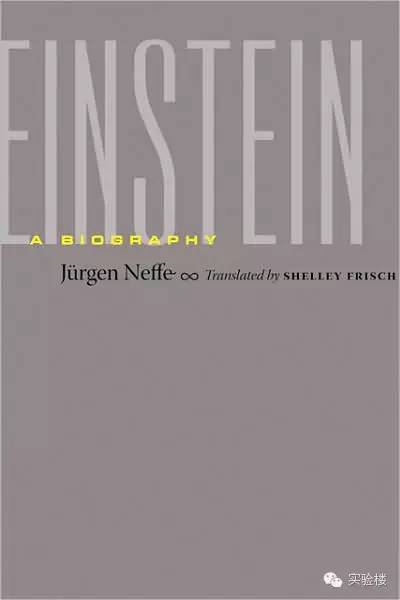 EINSTEIN
A BIOGRAPHY
Jürgen Neffe ∞ Translated by SHELLEY FRISCH
实验楼